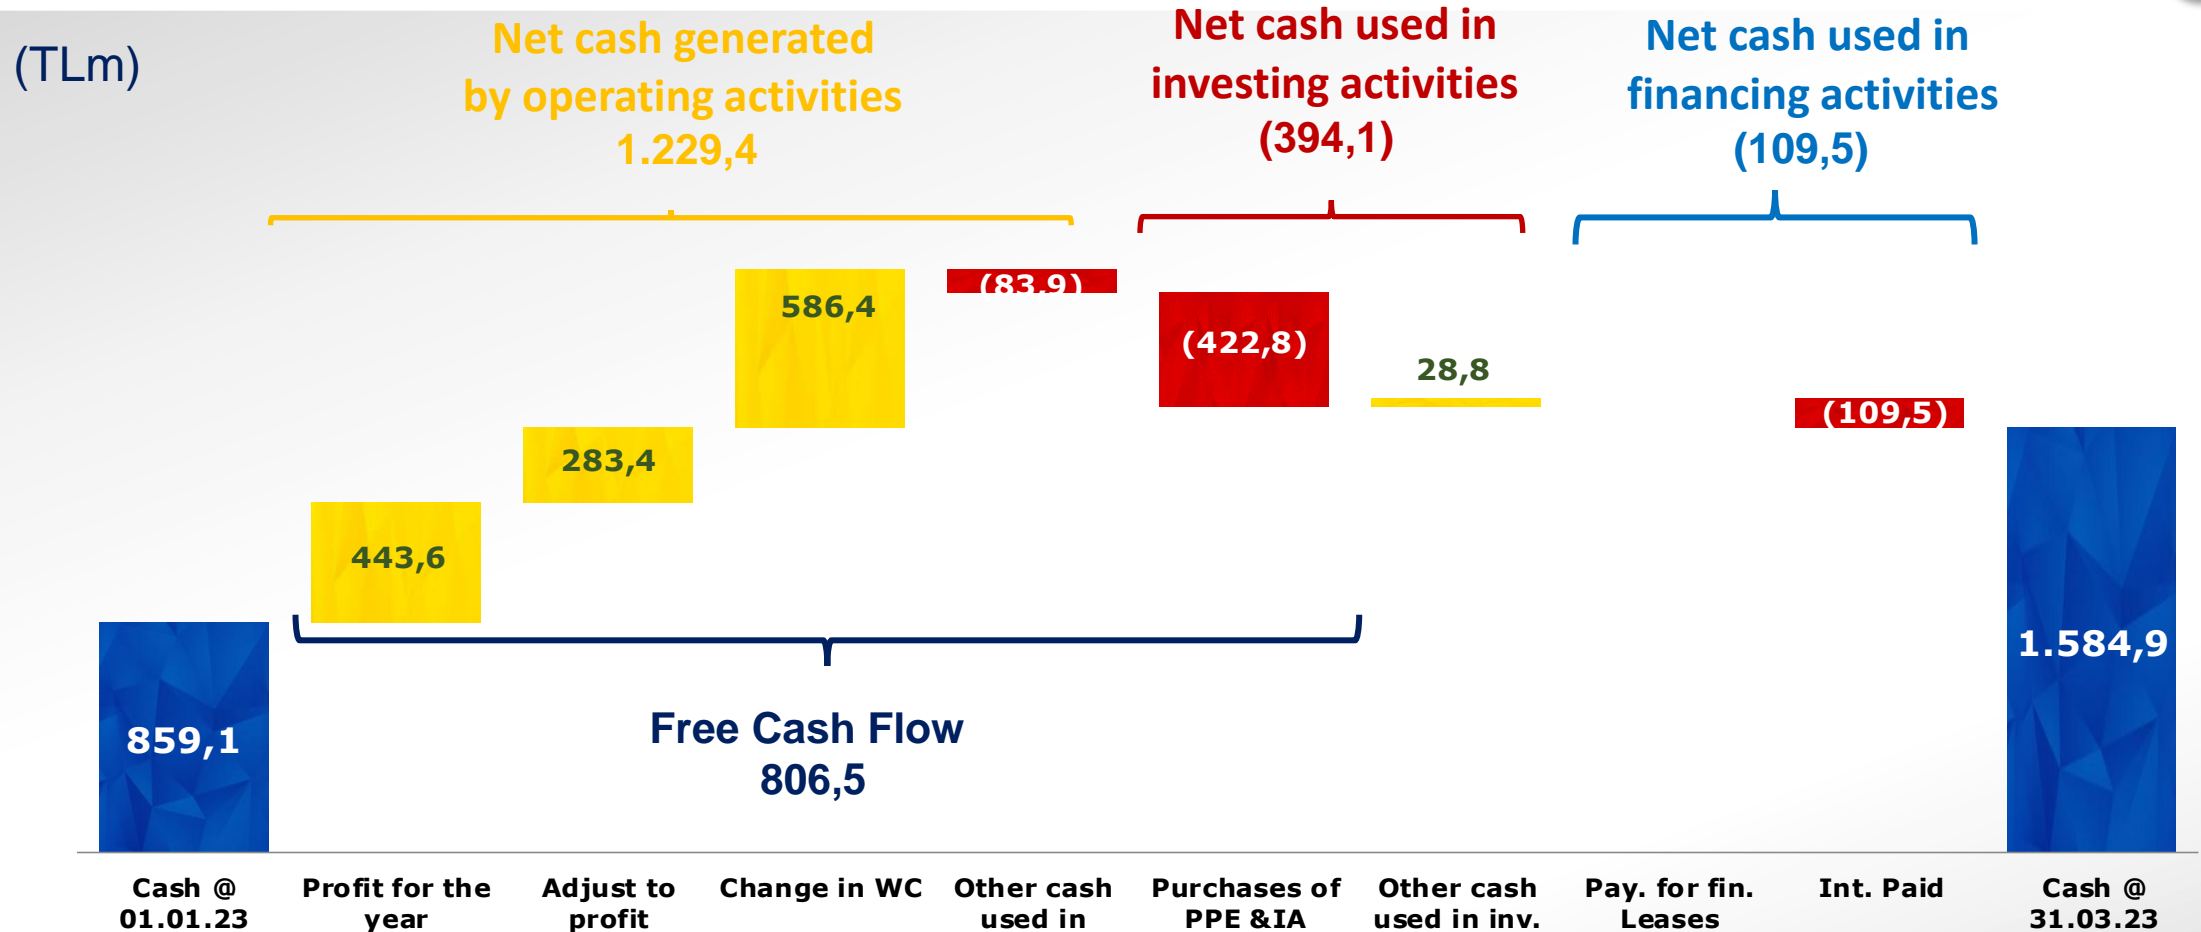 (TLm)
Net cash generated
by operating activities
1.229,4
Net cash used in
investing activities
(394,1)
Net cash used in
financing activities
(109,5)
859,1
443,6
283,4
586,4
(83,9)
(422,8)
28,8
(109,5)
1.584,9
Free Cash Flow
806,5
Cash @
01.01.23
Profit for the
year
Adjust to
profit
Change in WC
Other cash
used in
Purchases of
PPE &IA
Other cash
used in inv.
Pay. for fin.
Leases
Int. Paid
Cash @
31.03.23